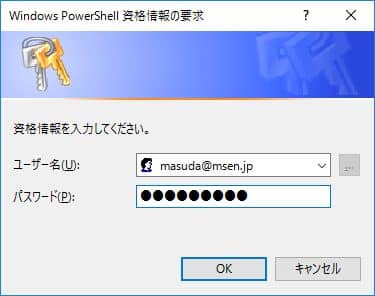 Windows PowerShell 資格情報の要求
資格情報を入力してください。
ユーザー名(U):
masuda@msen.jp
...
パスワード(P):
●●●●●●●●●
OK
キャンセル